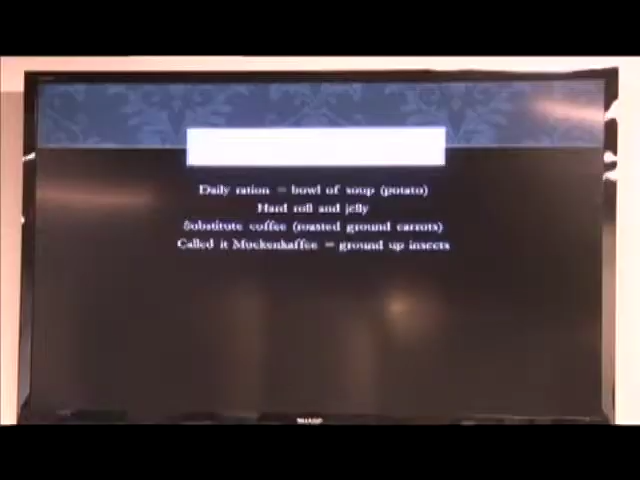 Daily ration = bowl of soup (potato)
Hard roll and jelly
Substitute coffee (roasted ground carrots)
Called it Muckenkaffee = ground up insects
SHARP